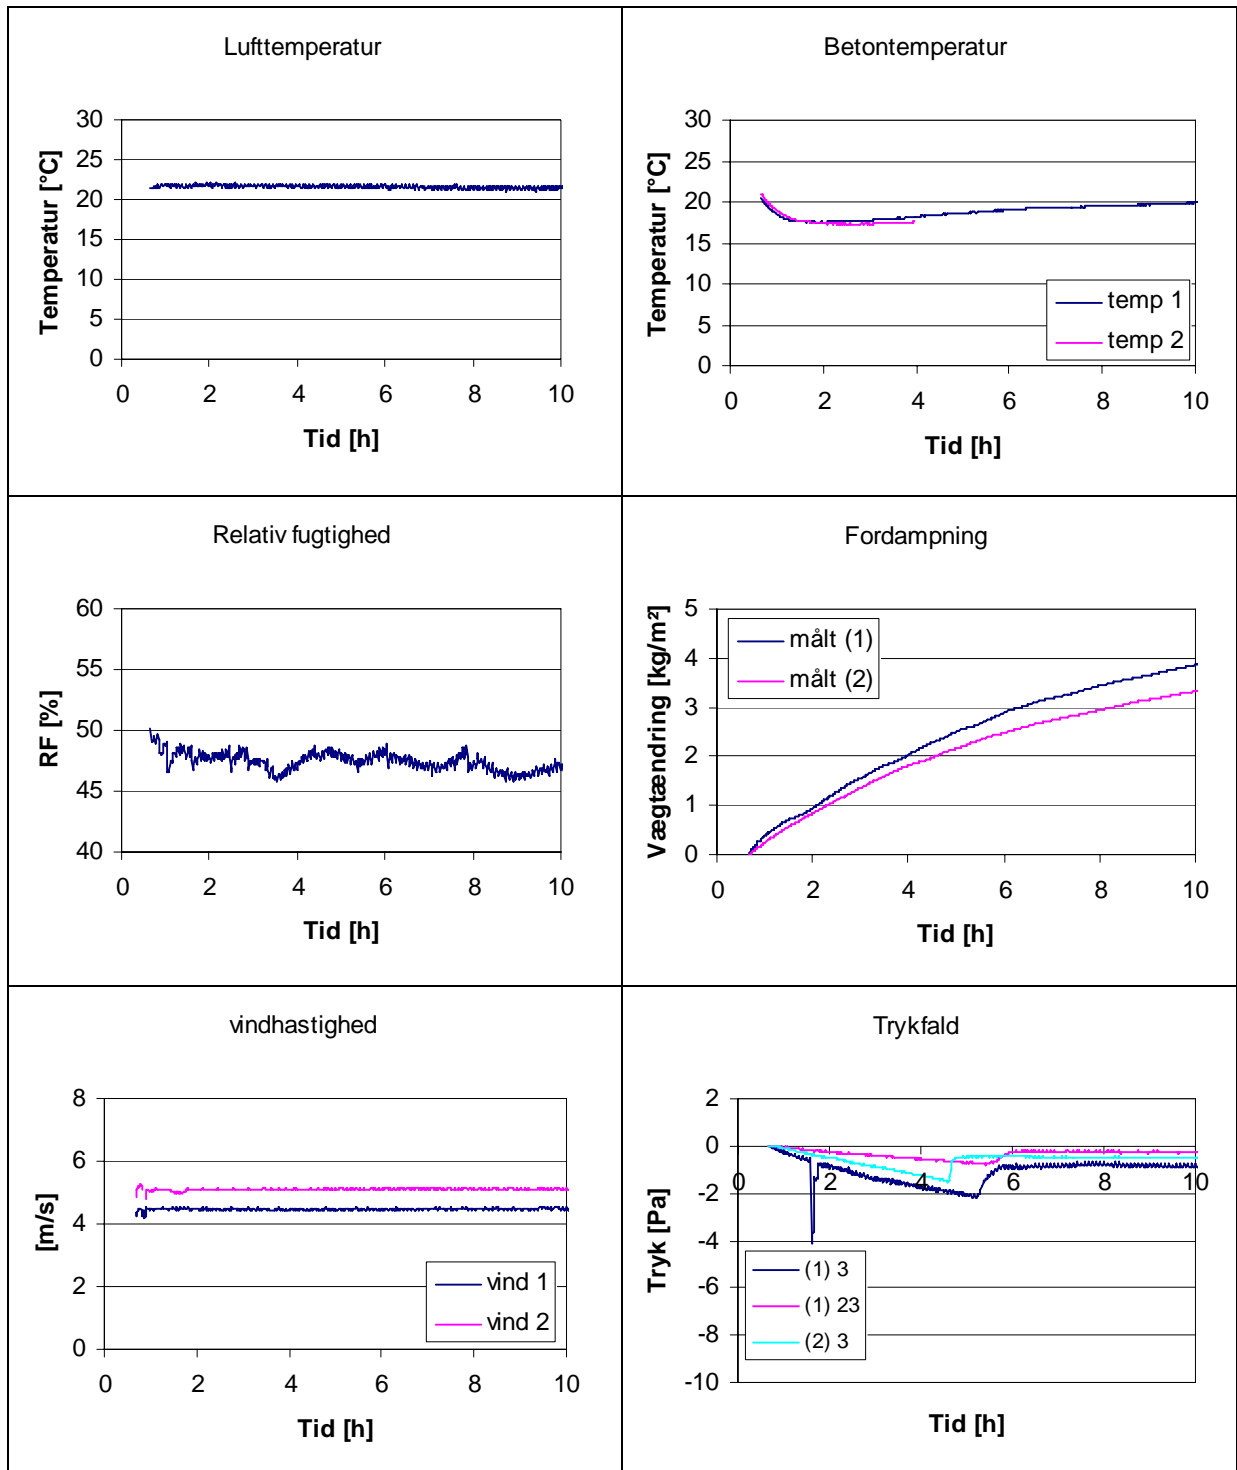 Lufttemperatur
30
25
20
15
10
5
0
Temperatur [°C]
0 2 4 6 8 10
Tid [h]
Betontemperatur
30
25
20
15
10
5
0
Temperatur [°C]
temp 1
temp 2
0 2 4 6 8 10
Tid [h]
Relativ fugtighed
60
55
50
45
40
RF [%]
0 2 4 6 8 10
Tid [h]
Fordampning
5
4
3
2
1
0
Vægtændring [kg/m²]
målt (1)
målt (2)
0 2 4 6 8 10
Tid [h]
vindhastighed
8
6
4
2
0
[m/s]
vind 1
vind 2
0 2 4 6 8 10
Tid [h]
Trykfald
2
0
-2
-4
-6
-8
-10
Tryk [Pa]
0 2 4 6 8 10
(1) 3
(1) 23
(2) 3
Tid [h]